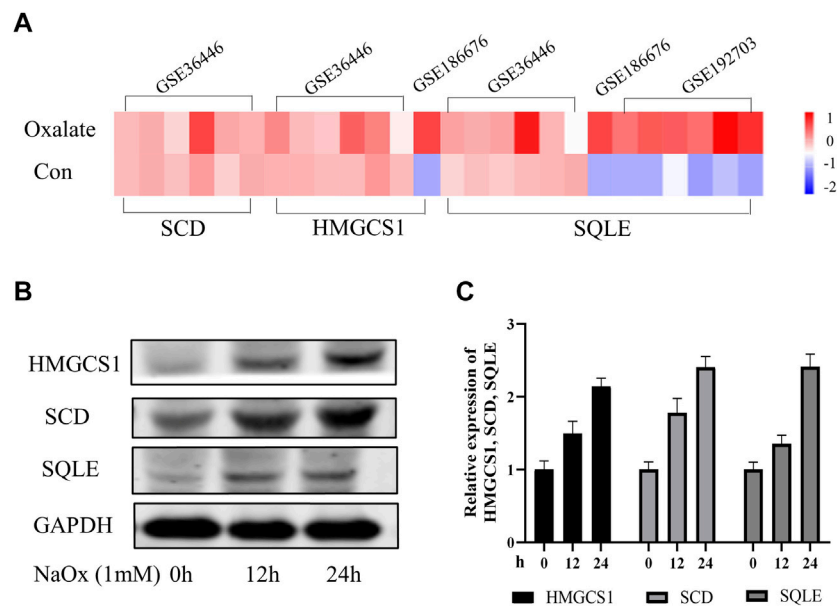 A
GSE36446 GSE36446 GSE186676 GSE36446 GSE186676 GSE192703
Oxalate
Con
1
0
-1
-2
SCD HMGCS1 SQLE
B
HMGCS1
SCD
SQLE
GAPDH
NaOx (1mM) 0h 12h 24h
C
Relative expression of
HMGCS1, SCD, SQLE
3
2
1
0
h 0 12 24 0 12 24 0 12 24
HMGCS1 SCD SQLE